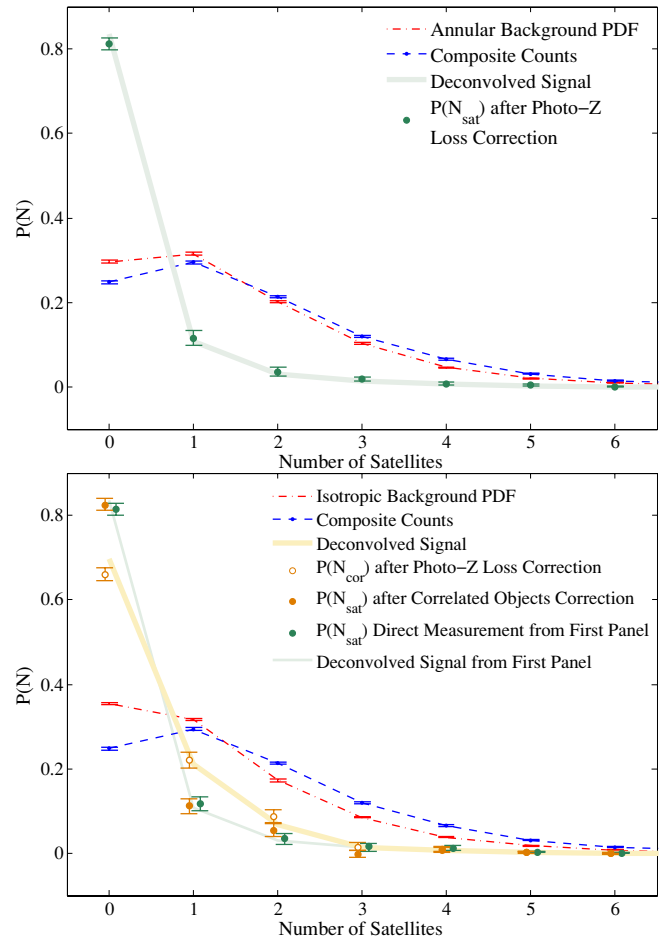 0.8
0.6
0.4
0.2
0
P(N)
Annular Background PDF
Composite Counts
Deconvolved Signal
P(N_sat) after Photo−Z
Loss Correction
0 1 2 3 4 5 6
Number of Satellites
0.8
0.6
0.4
0.2
0
P(N)
Isotropic Background PDF
Composite Counts
Deconvolved Signal
P(N_cor) after Photo−Z Loss Correction
P(N_sat) after Correlated Objects Correction
P(N_sat) Direct Measurement from First Panel
Deconvolved Signal from First Panel
0 1 2 3 4 5 6
Number of Satellites